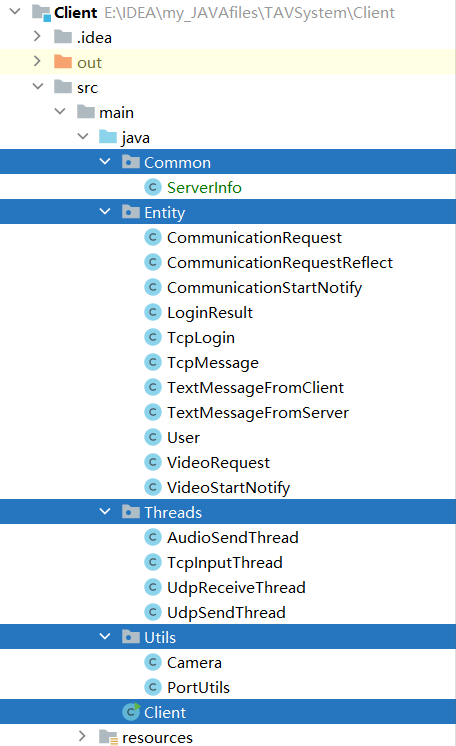 Client E:\IDEA\my_JAVAfiles\TAVSystem\Client
.idea
out
src
main
java
Common
ServerInfo
Entity
CommunicationRequest
CommunicationRequestReflect
CommunicationStartNotify
LoginResult
TcpLogin
TcpMessage
TextMessageFromClient
TextMessageFromServer
User
VideoRequest
VideoStartNotify
Threads
AudioSendThread
TcpInputThread
UdpReceiveThread
UdpSendThread
Utils
Camera
PortUtils
Client
resources